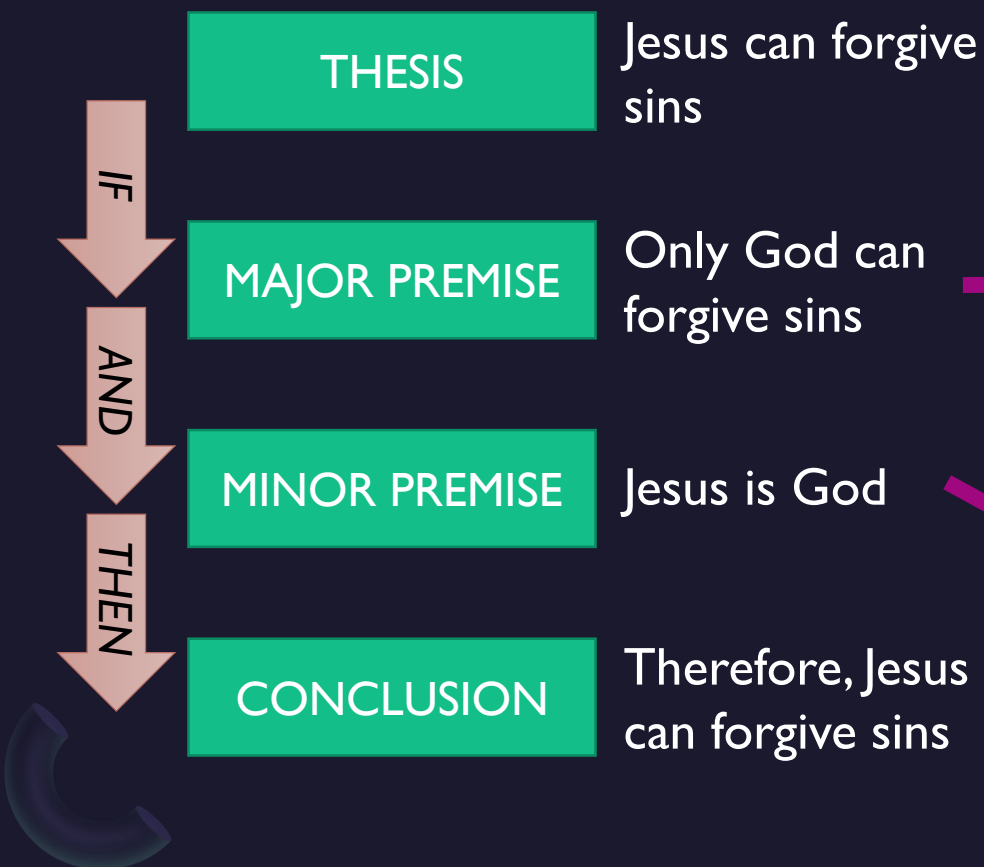 THESIS
Jesus can forgive
sins
IF
MAJOR PREMISE
Only God can
forgive sins
AND
MINOR PREMISE
Jesus is God
THEN
CONCLUSION
Therefore, Jesus
can forgive sins